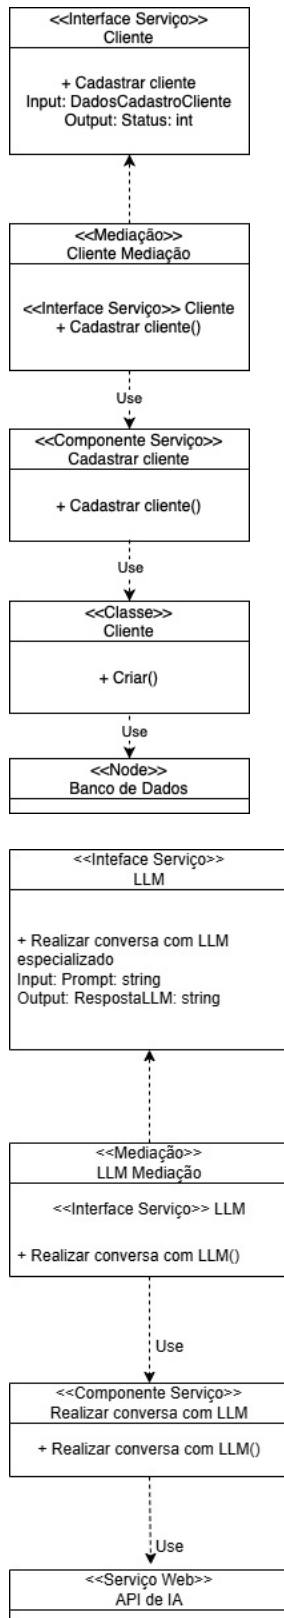 <<Interface Serviço>>
Cliente
+ Cadastrar cliente
Input: DadosCadastroCliente
Output: Status: int
<<Mediação>>
Cliente Mediação
<<Interface Serviço>> Cliente
+ Cadastrar cliente()
Use
<<Componente Serviço>>
Cadastrar cliente
+ Cadastrar cliente()
Use
<<Classe>>
Cliente
+ Criar()
Use
<<Node>>
Banco de Dados
<<Inteface Serviço>>
LLM
+ Realizar conversa com LLM
especializado
Input: Prompt: string
Output: RespostaLLM: string
<<Mediação>>
LLM Mediação
<<Interface Serviço>> LLM
+ Realizar conversa com LLM()
Use
<<Componente Serviço>>
Realizar conversa com LLM
+ Realizar conversa com LLM()
Use
<<Serviço Web>>
API de IA